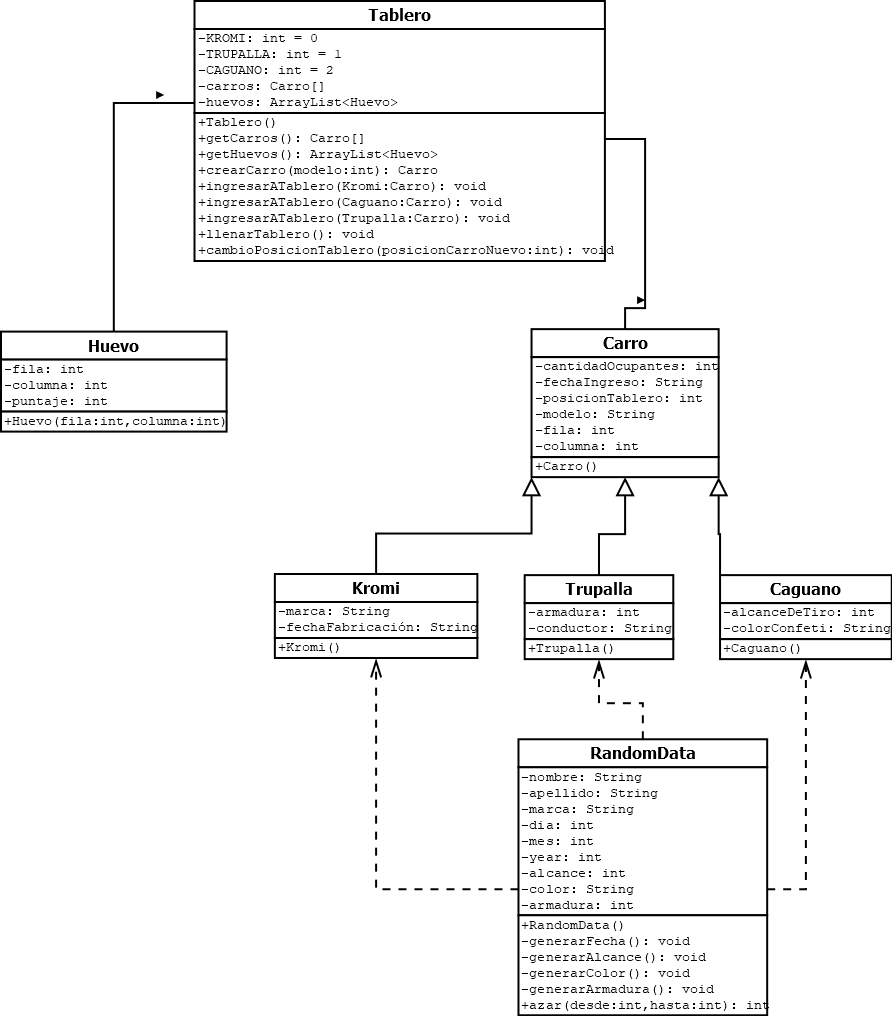 Tablero
-KROMI: int = 0
-TRUPALLA: int = 1
-CAGUANO: int = 2
-carros: Carro[]
-huevos: ArrayList<Huevo>
+Tablero()
+getCarros(): Carro[]
+getHuevos(): ArrayList<Huevo>
+crearCarro(modelo:int): Carro
+ingresarATablero(Kromi:Carro): void
+ingresarATablero(Caguano:Carro): void
+ingresarATablero(Trupalla:Carro): void
+llenarTablero(): void
+cambioPosicionTablero(posicionCarroNuevo:int): void
Huevo
-fila: int
-columna: int
-puntaje: int
+Huevo(fila:int,columna:int)
Carro
-cantidadOcupantes: int
-fechaIngreso: String
-posicionTablero: int
-modelo: String
-fila: int
-columna: int
+Carro()
Kromi
-marca: String
-fechaFabricación: String
+Kromi()
Trupalla
-armadura: int
-conductor: String
+Trupalla()
Caguano
-alcanceDeTiro: int
-colorConfeti: String
+Caguano()
RandomData
-nombre: String
-apellido: String
-marca: String
-dia: int
-mes: int
-year: int
-alcance: int
-color: String
-armadura: int
+RandomData()
-generarFecha(): void
-generarAlcance(): void
-generarColor(): void
-generarArmadura(): void
+azar(desde:int,hasta:int): int